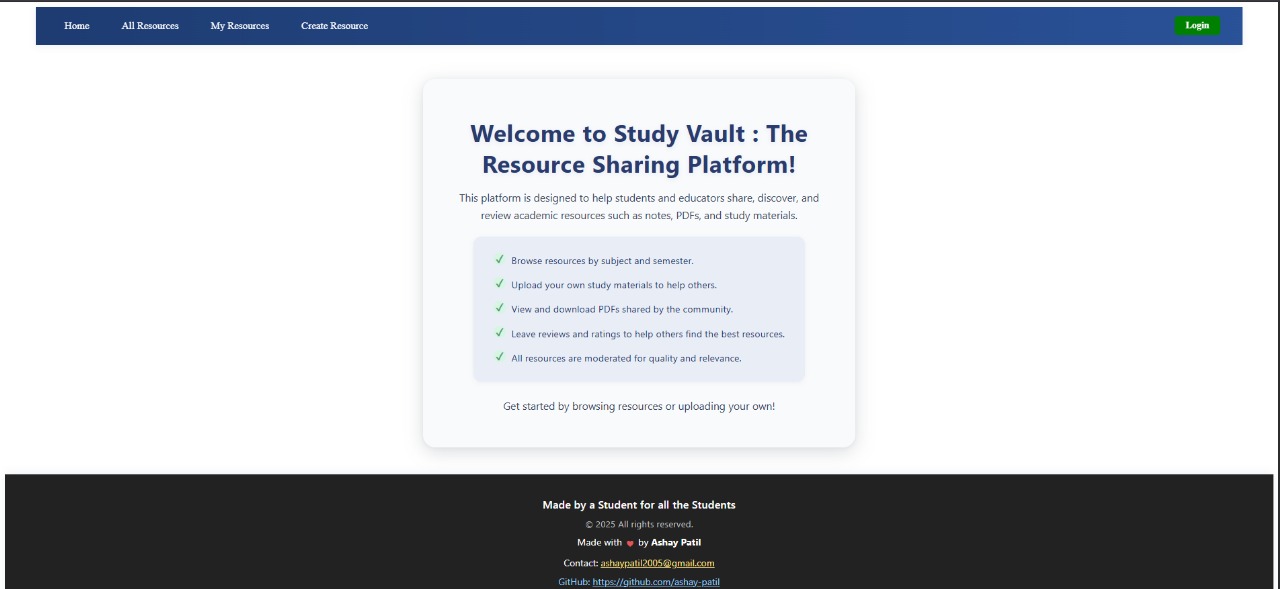 Home All Resources My Resources Create Resource Login
Welcome to Study Vault : The
Resource Sharing Platform!
This platform is designed to help students and educators share, discover, and
review academic resources such as notes, PDFs, and study materials.
✓ Browse resources by subject and semester.
✓ Upload your own study materials to help others.
✓ View and download PDFs shared by the community.
✓ Leave reviews and ratings to help others find the best resources.
✓ All resources are moderated for quality and relevance.
Get started by browsing resources or uploading your own!
Made by a Student for all the Students
© 2025 All rights reserved.
Made with ♥ by Ashay Patil
Contact: ashaypatil2005@gmail.com
GitHub: https://github.com/ashay-patil